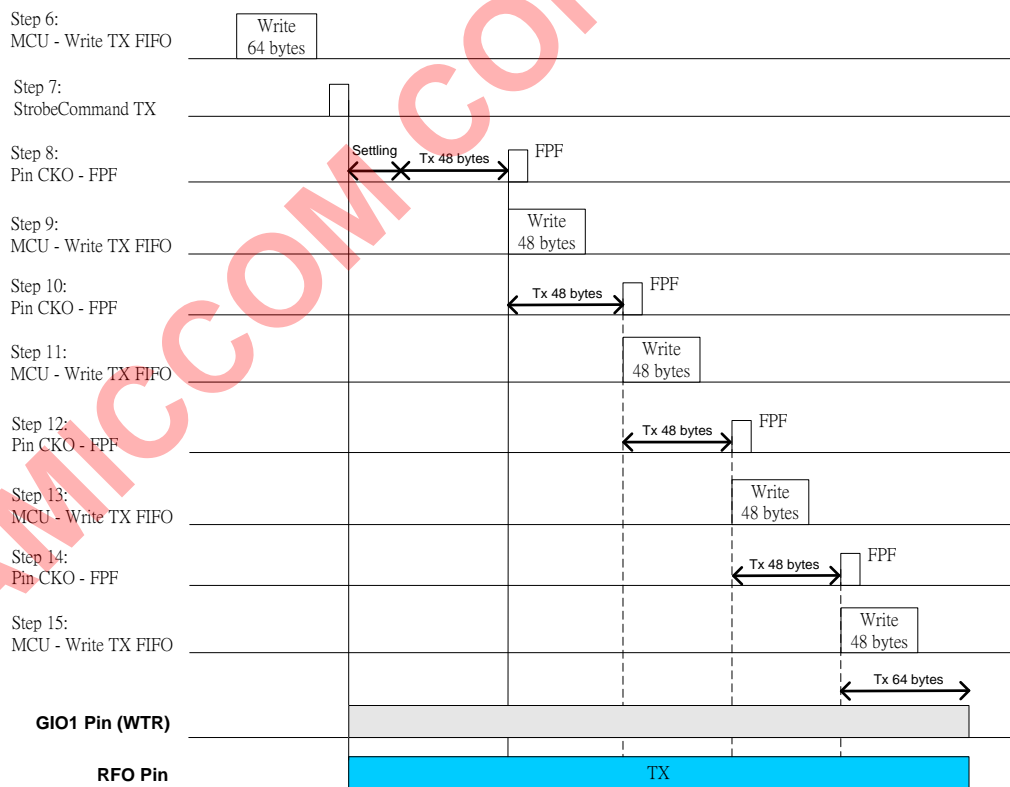 Step 6:
MCU - Write TX FIFO
Write
64 bytes
Step 7:
StrobeCommand TX
Step 8:
Pin CKO - FPF
Settling
Tx 48 bytes
FPF
Step 9:
MCU - Write TX FIFO
Write
48 bytes
Step 10:
Pin CKO - FPF
Tx 48 bytes
FPF
Step 11:
MCU - Write TX FIFO
Write
48 bytes
Step 12:
Pin CKO - FPF
Tx 48 bytes
FPF
Step 13:
MCU - Write TX FIFO
Write
48 bytes
Step 14:
Pin CKO - FPF
Tx 48 bytes
FPF
Step 15:
MCU - Write TX FIFO
Write
48 bytes
Tx 64 bytes
GIO1 Pin (WTR)
RFO Pin
TX
AMICCOM CO